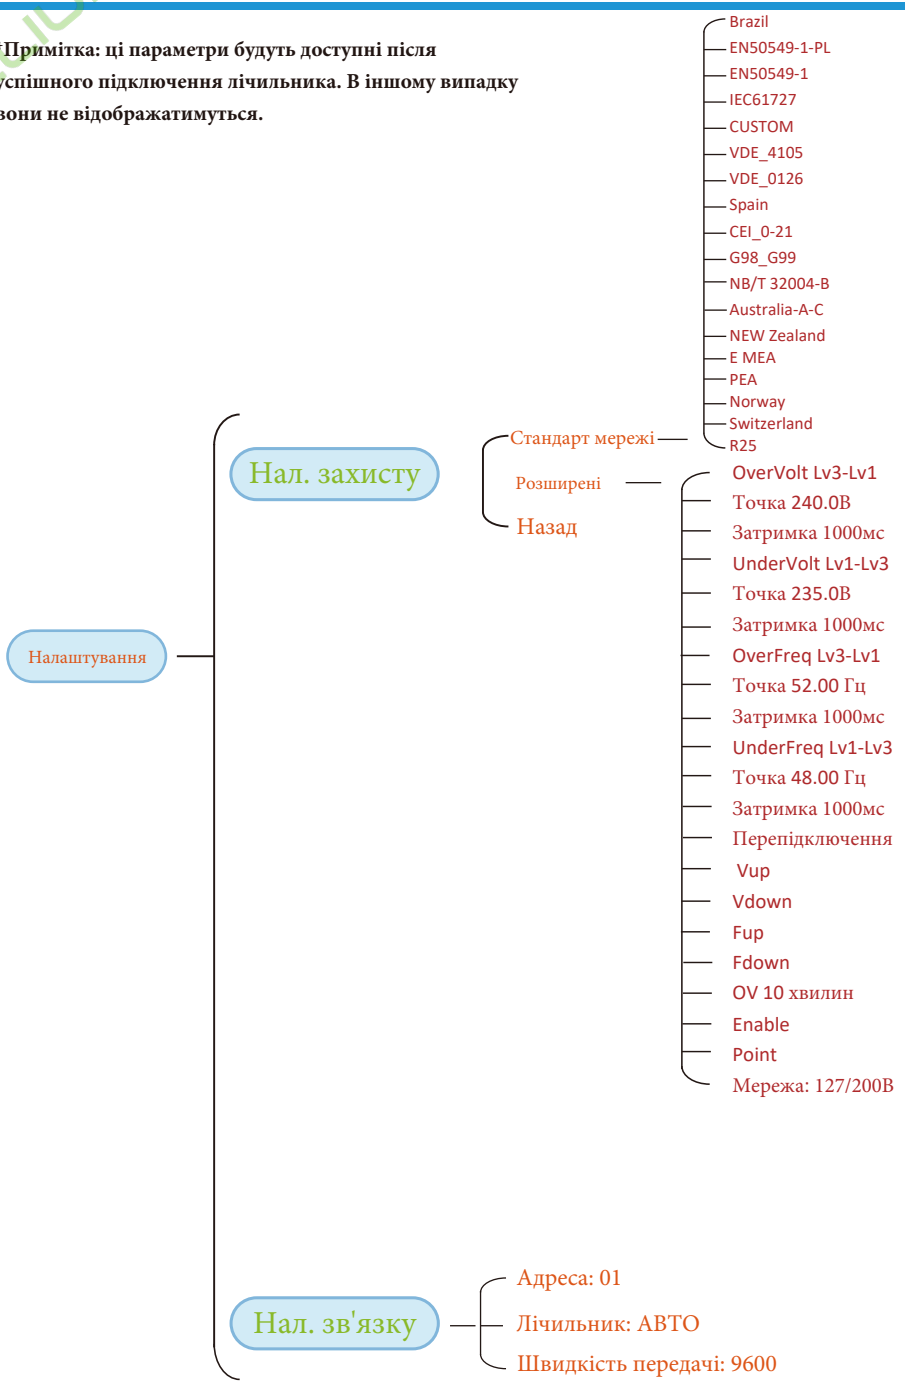 *Примітка: ці параметри будуть доступні після
успішного підключення лічильника. В іншому випадку
вони не відображатимуться.
Налаштування
Нал. захисту
Стандарт мережі
Brazil
EN50549-1-PL
EN50549-1
IEC61727
CUSTOM
VDE_4105
VDE_0126
Spain
CEI_0-21
G98_G99
NB/T 32004-B
Australia-A-C
NEW Zealand
E MEA
PEA
Norway
Switzerland
R25
Розширені
OverVolt Lv3-Lv1
Точка 240.0В
Затримка 1000мс
UnderVolt Lv1-Lv3
Точка 235.0В
Затримка 1000мс
OverFreq Lv3-Lv1
Точка 52.00 Гц
Затримка 1000мс
UnderFreq Lv1-Lv3
Точка 48.00 Гц
Затримка 1000мс
Перепідключення
Vup
Vdown
Fup
Fdown
OV 10 хвилин
Enable
Point
Мережа: 127/200В
Назад
Нал. зв'язку
Адреса: 01
Лічильник: АВТО
Швидкість передачі: 9600